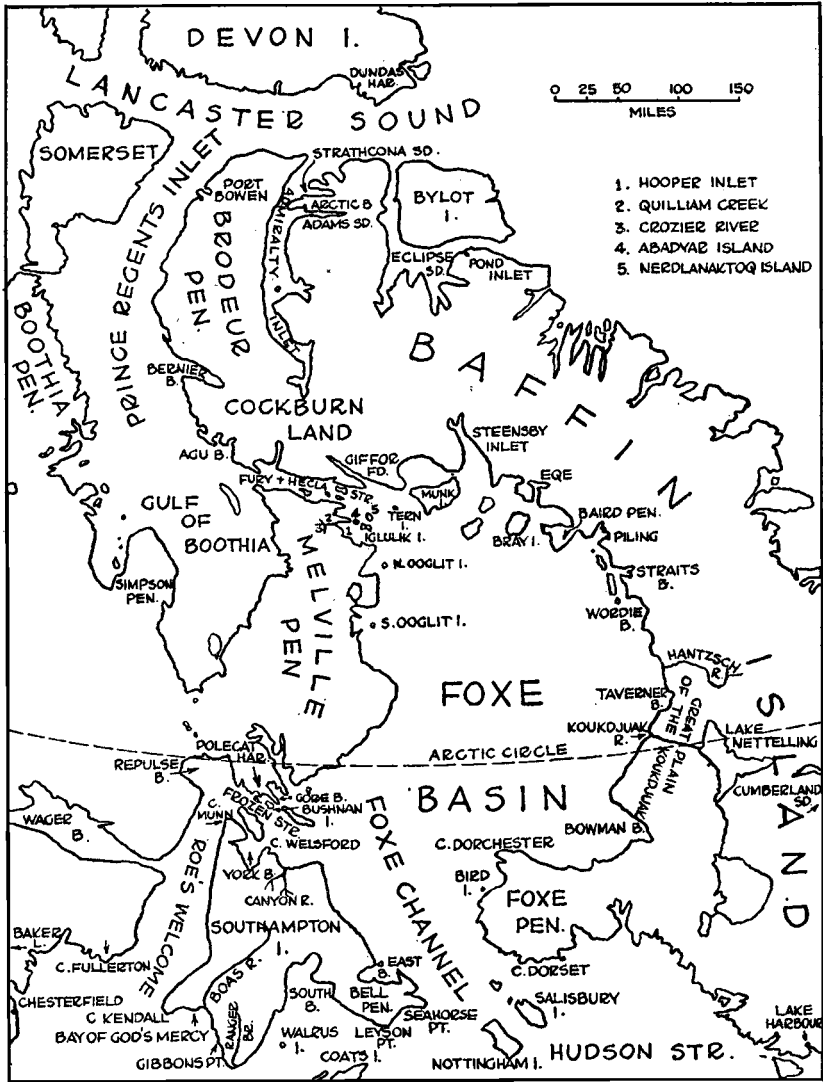 DEVON I.
DUNDAS
HAR.
LANCASTER SOUND
0 25 50 100 150
MILES
SOMERSET
PRINCE REGENTS INLET
STRATHCONA SD.
PORT
BOWEN
ADMIRALTY
INLET
ARCTIC B
ADAMS SD.
BYLOT
I.
1. HOOPER INLET
2. QUILLIAM CREEK
3. CROZIER RIVER
4. ABADYAR ISLAND
5. NERDLANAKTOQ ISLAND
BRODEUR
PEN.
ECLIPSE
SD.
POND
INLET
BOOTHIA
PEN.
BAFFIN
BERNIER
B.
COCKBURN
LAND
STEENSBY
INLET
AGU B.
GIFFOR
FD.
FURY + HECLA
STR.
MUNK
I.
EQE
GULF
OF
BOOTHIA
4 5
2
3
1
TERN
I.
IGLULIK I.
BAIRD PEN.
BRAY I.
PILING
N. OOGLIT I.
STRAITS
B.
SIMPSON
PEN.
MELVILLE
PEN
WORDIE
B.
S. OOGLIT I.
HANTZSCH
R.
ISLAND
FOXE
BASIN
TAVERNER
B.
GREAT
PLAIN
OF THE
KOUKDJUAK
KOUKDJUAK
R.
LAKE
NETTELLING
POLECAT
HAR.
ARCTIC CIRCLE
REPULSE
B.
CUMBERLAND
SD.
GORE B.
BUSHNAN
I.
FROZEN STR.
C.
MUNN
WAGER
B.
BOWMAN B.
C. WELSFORD
FOXE CHANNEL
C. DORCHESTER
YORK B.
BIRD
I.
CANYON R.
FOXE
PEN.
ROE'S WELCOME
SOUTHAMPTON
I.
BAKER
L.
C. FULLERTON
BOAS R.
EAST
B.
C. DORSET
CHESTERFIELD
SOUTH
B.
BELL
PEN.
SALISBURY
I.
C KENDALL
SEAHORSE
PT.
BAY OF GOD'S MERCY
RANGER
BR.
WALRUS
I.
LEYSON
PT.
LAKE
HARBOUR
GIBBONS PT.
COATS I.
NOTTINGHAM I.
HUDSON STR.